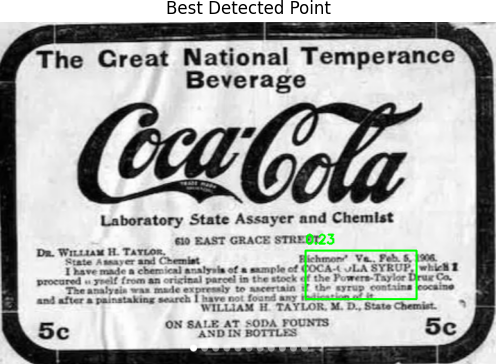 Best Detected Point
The Great National Temperance
Beverage
Coca-Cola
TRADE MARK
Laboratory State Assayer and Chemist
610 EAST GRACE STREET.
0.23
DR. WILLIAM H. TAYLOR, Richmond Va., Feb. 5, 1906.
State Assayer and Chemist
I have made a chemical analysis of a sample of COCA-COLA SYRUP, which I
procured myself from an original parcel in the stock of the Powers-Taylor Drug Co.
The analysis was made expressly to ascertain if the syrup contains cocaine
and after a painstaking search I have not found any indication of it.
WILLIAM H. TAYLOR, M. D., State Chemist.
5c ON SALE AT SODA FOUNTS 5c
AND IN BOTTLES